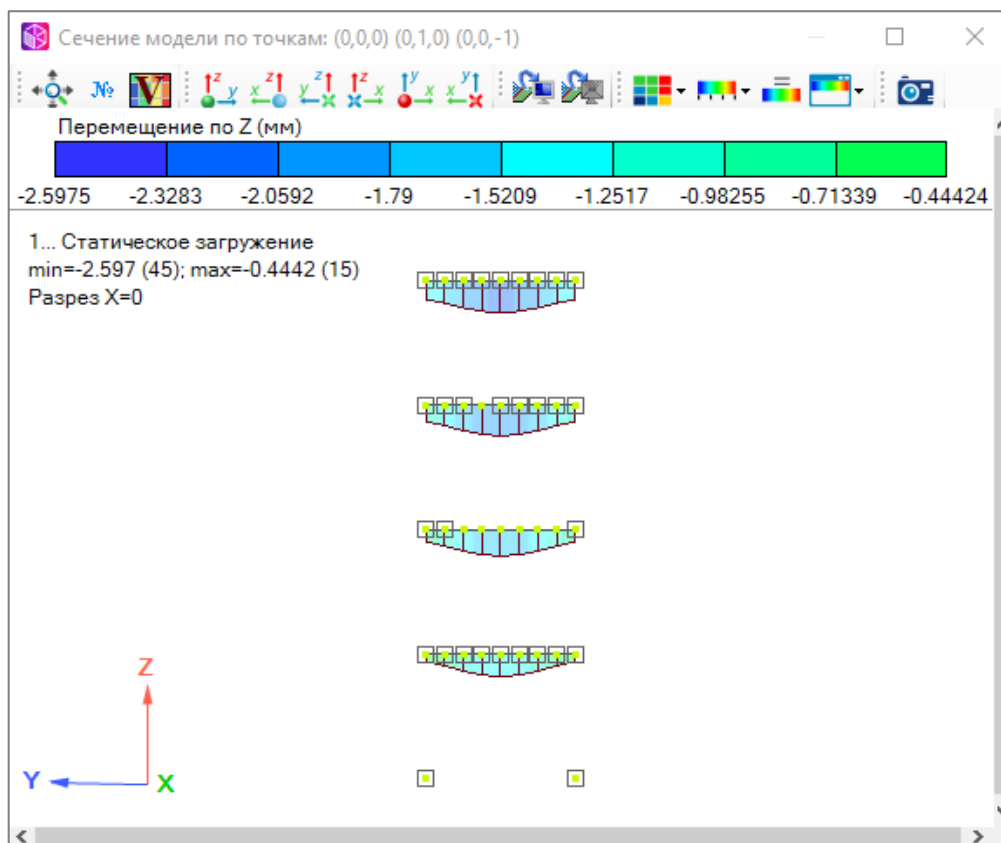 Сечение модели по точкам: (0,0,0) (0,1,0) (0,0,-1)
№ V z y z x z y z x y x y x
Перемещение по Z (мм)
-2.5975 -2.3283 -2.0592 -1.79 -1.5209 -1.2517 -0.98255 -0.71339 -0.44424
1... Статическое загружение
min=-2.597 (45); max=-0.4442 (15)
Разрез X=0
Z
Y X